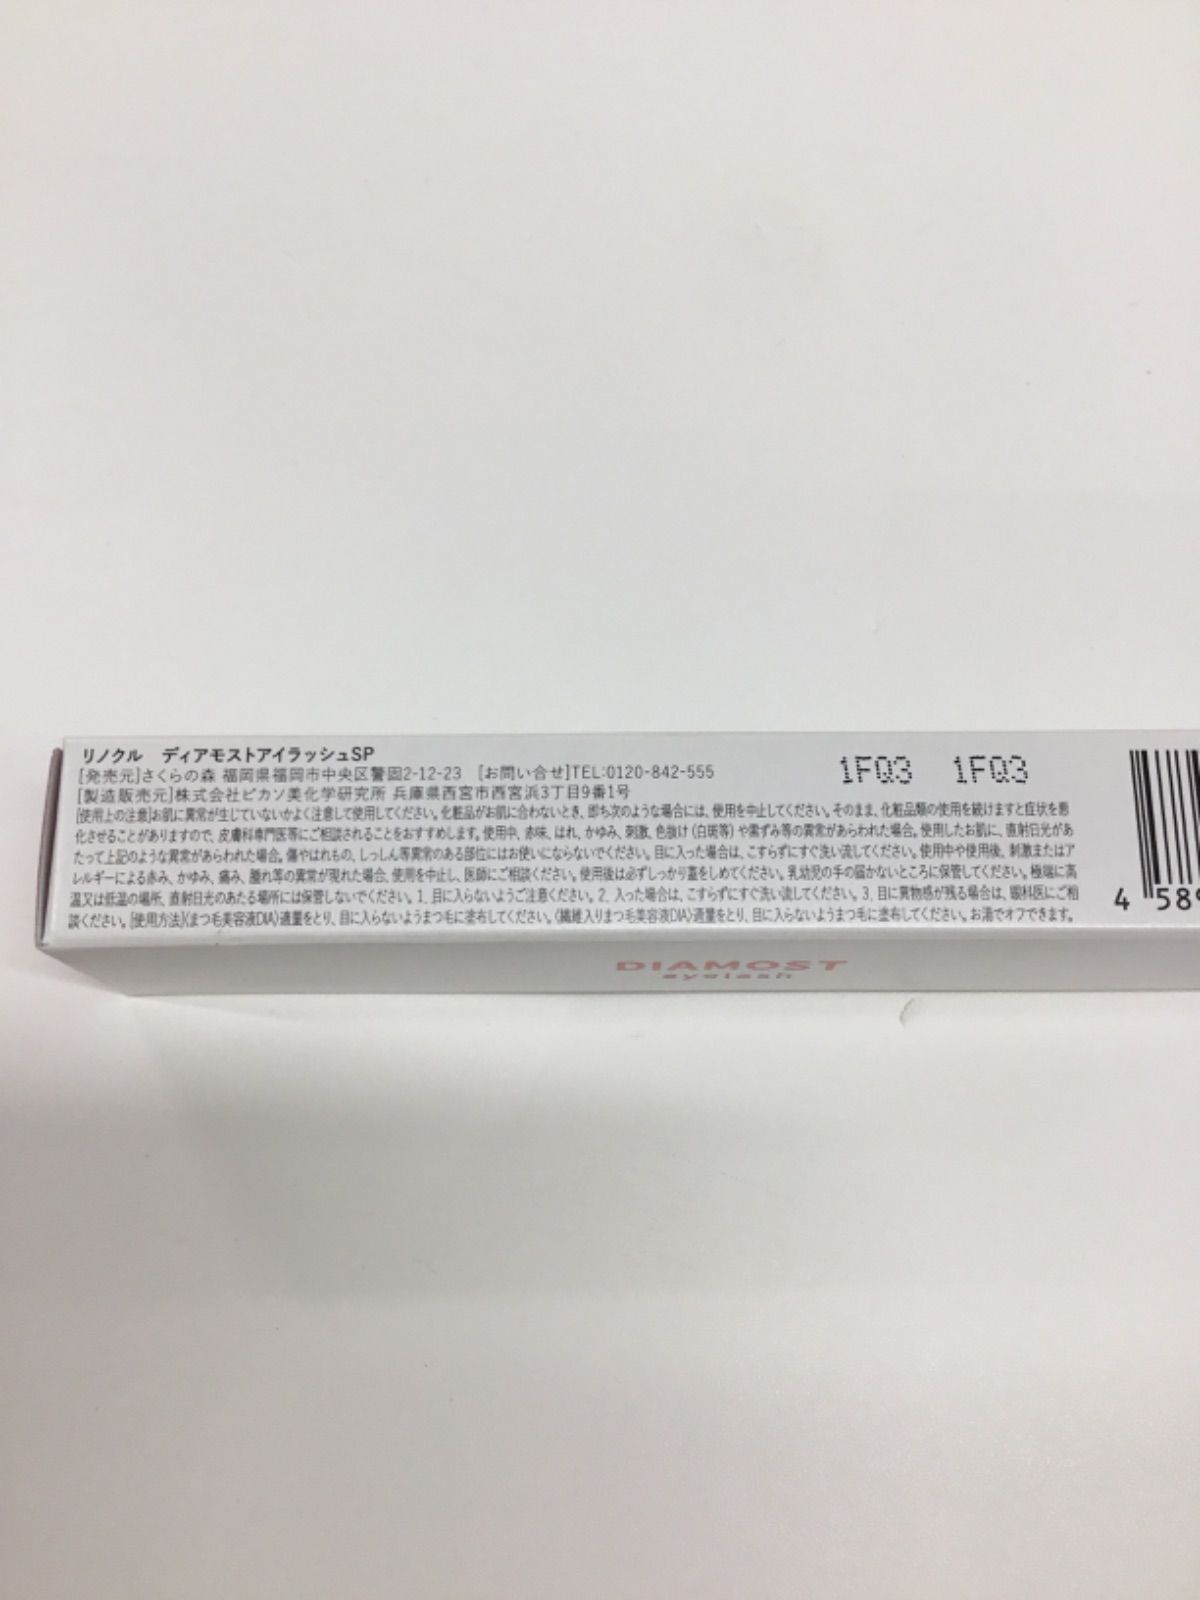 リノクル　ディアモストアイラッシュSP
[発売元]さくらの森 福岡県福岡市中央区警固2-12-23　[お問い合せ]TEL:0120-842-555
1FQ3　1FQ3
[製造販売元]株式会社ピカソ美化学研究所 兵庫県西宮市西宮浜3丁目9番1号
[使用上の注意]お肌に異常が生じていないかよく注意して使用してください。化粧品がお肌に合わないとき、即ち次のような場合には、使用を中止してください。そのまま、化粧品類の使用を続けますと症状を悪
化させることがありますので、皮膚科専門医等にご相談されることをおすすめします。使用中、赤味、はれ、かゆみ、刺激、色抜け(白斑等)や黒ずみ等の異常があらわれた場合。使用したお肌に、直射日光があ
たって上記のような異常があらわれた場合。傷やはれもの、しっしん等異常のある部位にはお使いにならないでください。目に入った場合は、こすらずにすぐ洗い流してください。使用中や使用後、刺激またはア
レルギーによる赤み、かゆみ、痛み、腫れ等の異常が現れた場合、使用を中止し、医師にご相談ください。使用後は必ずしっかり蓋をしめてください。乳幼児の手の届かないところに保管してください。極端に高
温又は低温の場所、直射日光のあたる場所には保管しないでください。1. 目に入らないようご注意ください。2. 入った場合は、こすらずにすぐ洗い流してください。3. 目に異物感が残る場合は、眼科医にご相
談ください。[使用方法]〈まつ毛美容液DIA〉適量をとり、目に入らないようまつ毛に塗布してください。〈繊維入りまつ毛美容液DIA〉適量をとり、目に入らないようまつ毛に塗布してください。お湯でオフできます。
4 589
DIAMOST
eyelash